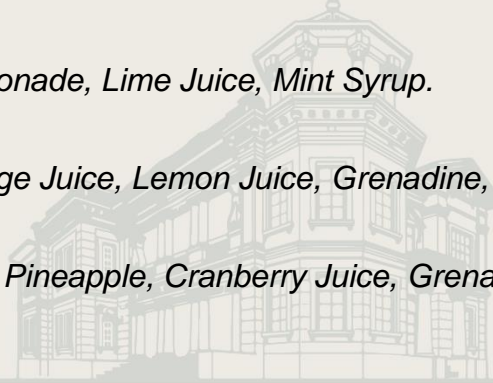 onade, Lime Juice, Mint Syrup.
ge Juice, Lemon Juice, Grenadine,
Pineapple, Cranberry Juice, Grena